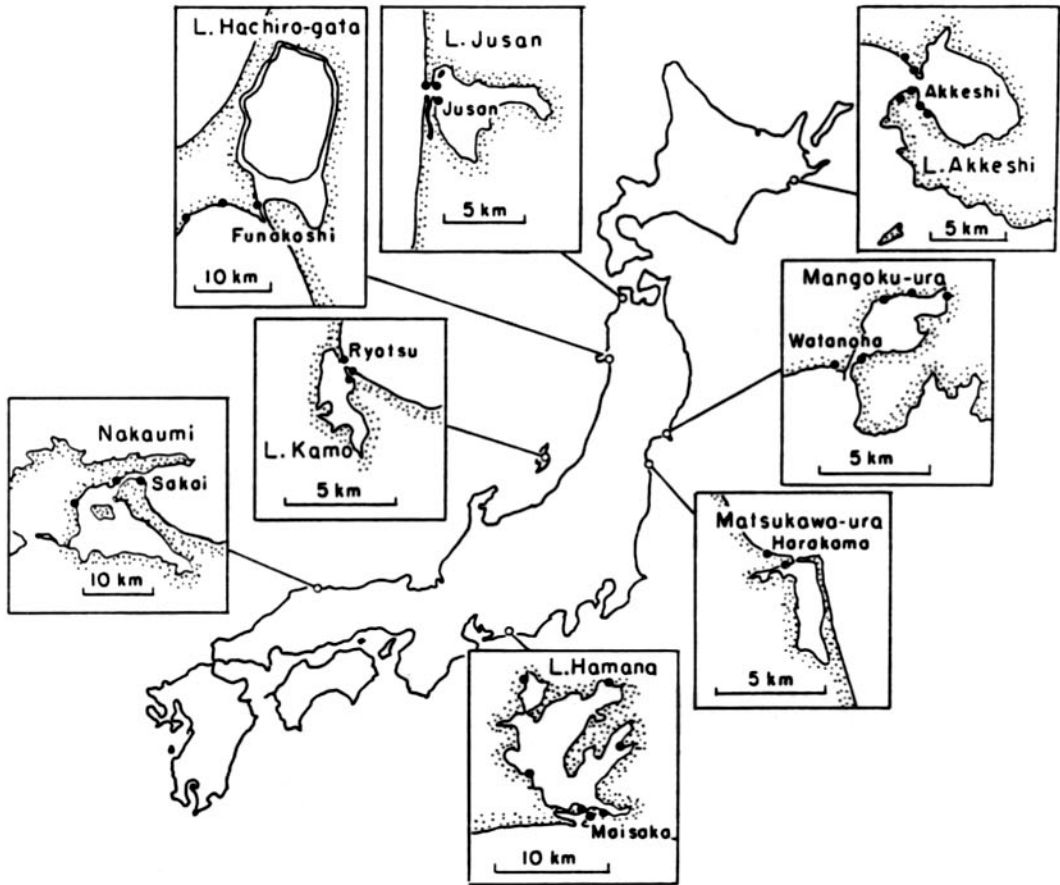 L. Hachiro-gata
Funakoshi
10 km
L. Jusan
Jusan
5 km
Akkeshi
L. Akkeshi
5 km
Mangoku-ura
Watanoha
5 km
Ryotsu
L. Kamo
5 km
Nakaumi
Sakai
10 km
Matsukawa-ura
Harakama
5 km
L. Hamana
Maisaka
10 km